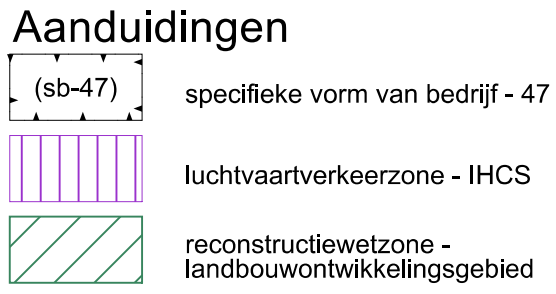 Aanduidingen
(sb-47)
specifieke vorm van bedrijf - 47
luchtvaartverkeerzone - IHCS
reconstructiewetzone -
landbouwontwikkelingsgebied